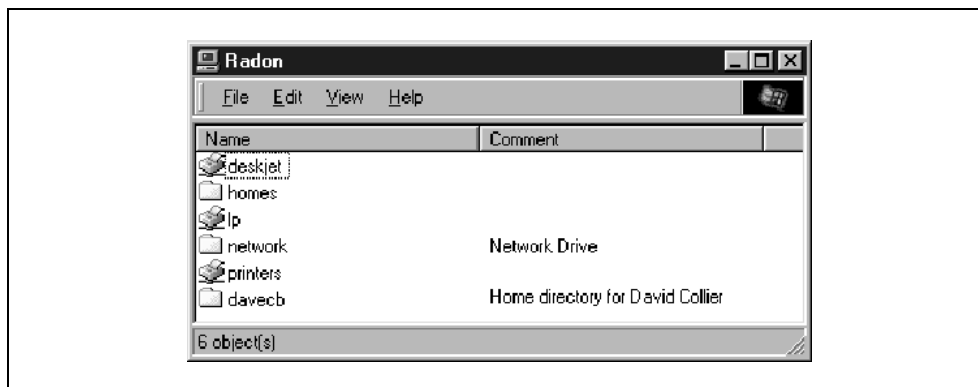 Radon
File Edit View Help
Name Comment
deskjet
homes
lp
network Network Drive
printers
davecb Home directory for David Collier
6 object(s)